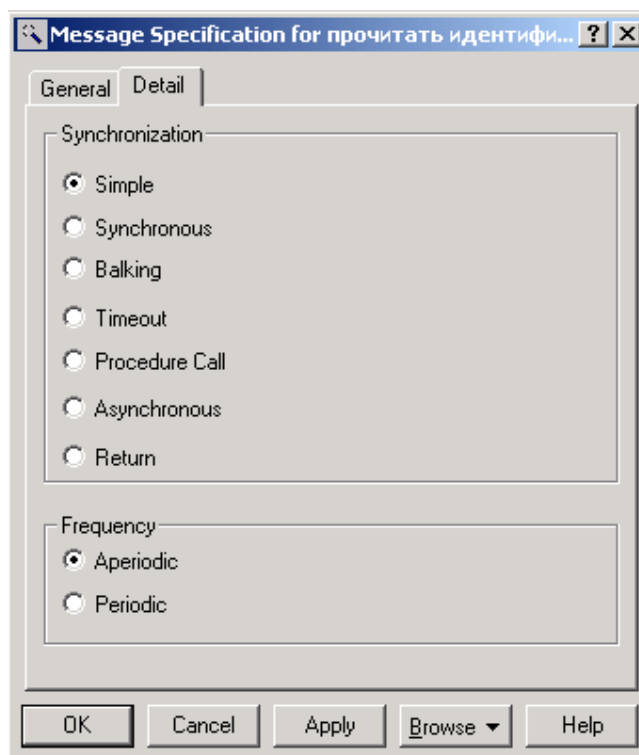 Message Specification for прочитать идентифи...
General Detail
Synchronization
Simple
Synchronous
Balking
Timeout
Procedure Call
Asynchronous
Return
Frequency
Aperiodic
Periodic
OK Cancel Apply Browse Help